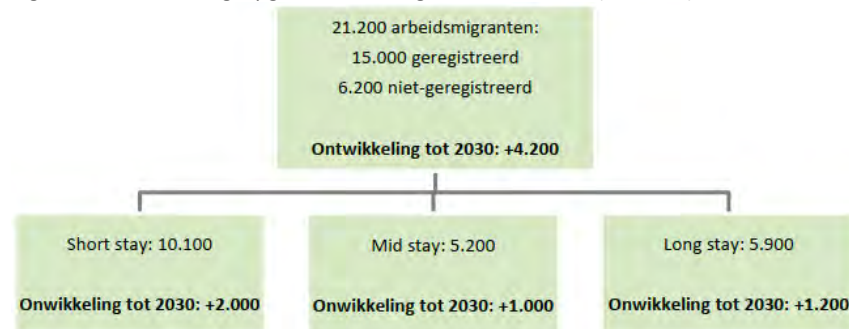 21.200 arbeidsmigranten:
15.000 geregistreerd
6.200 niet-geregistreerd
Ontwikkeling tot 2030: +4.200
Short stay: 10.100
Onwikkeling tot 2030: +2.000
Mid stay: 5.200
Onwikkeling tot 2030: +1.000
Long stay: 5.900
Onwikkeling tot 2030: +1.200